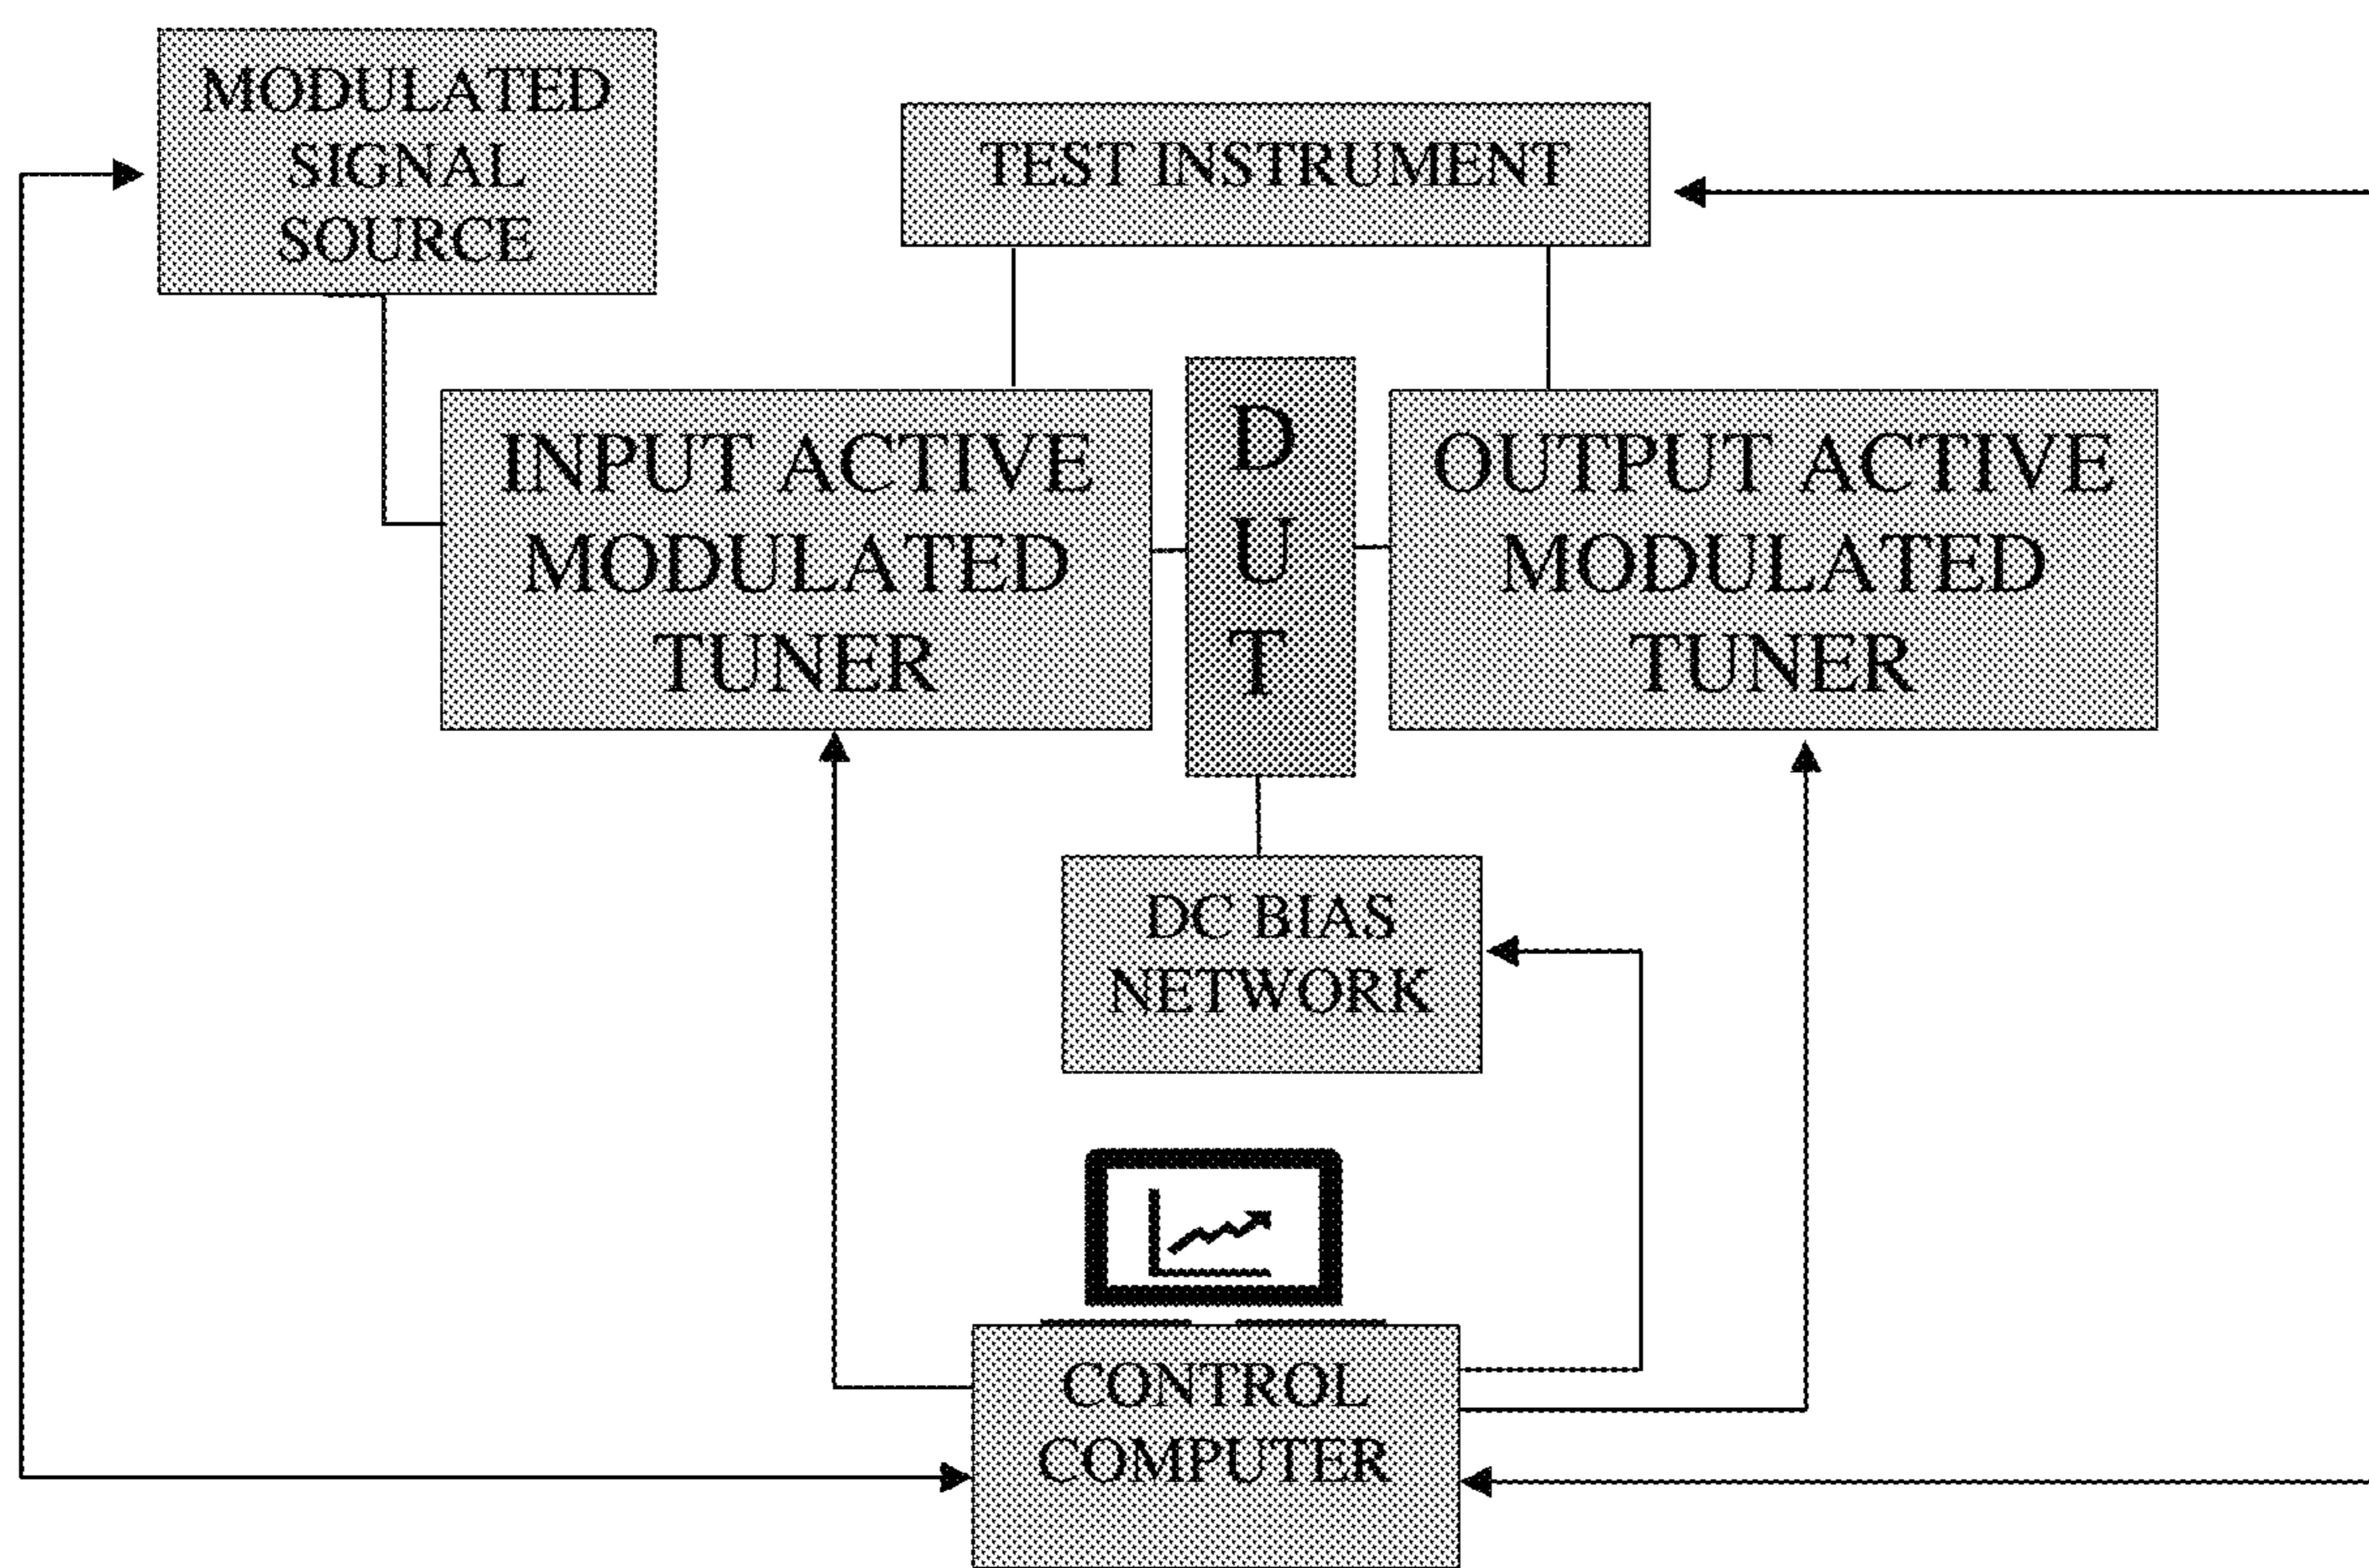 MODULATED
SIGNAL
SOURCE
TEST INSTRUMENT
INPUT ACTIVE
MODULATED
TUNER
D
U
T
OUTPUT ACTIVE
MODULATED
TUNER
DC BIAS
NETWORK
CONTROL
COMPUTER